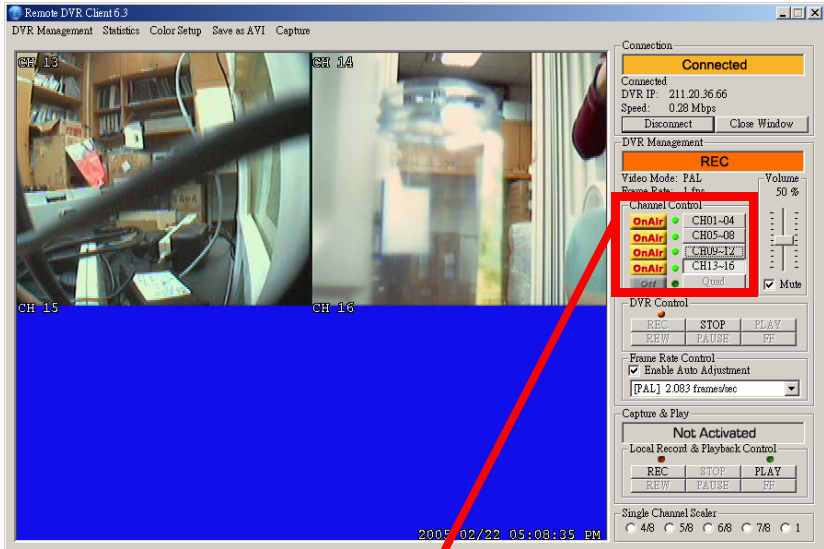 Remote DVR Client 6.3
DVR Management Statistics Color Setup Save as AVI Capture
CH 13
CH 14
CH 15
CH 16
2005/02/22 05:08:35 PM
Connection
Connected
Connected
DVR IP: 211.20.36.66
Speed: 0.28 Mbps
Disconnect Close Window
DVR Management
REC
Video Mode: PAL
Frame Rate: 1 fps
Volume
50 %
Channel Control
OnAir CH01~04
OnAir CH05~08
OnAir CH09~12
OnAir CH13~16
Off Quad
Mute
DVR Control
REC STOP PLAY
REW PAUSE FF
Frame Rate Control
Enable Auto Adjustment
[PAL] 2.083 frames/sec
Capture & Play
Not Activated
Local Record & Playback Control
REC STOP PLAY
REW PAUSE FF
Single Channel Scaler
4/8 5/8 6/8 7/8 1